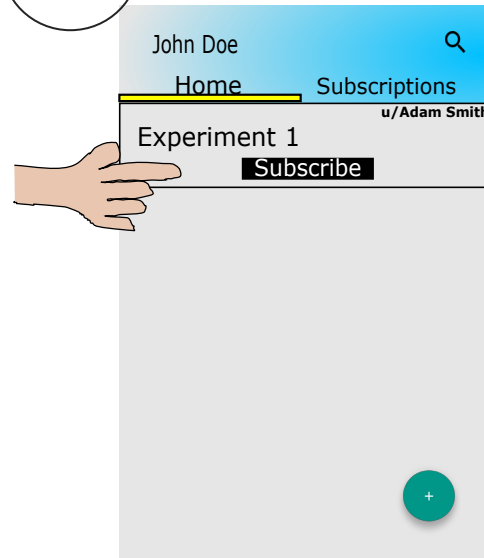 John Doe
Home Subscriptions
u/Adam Smith
Experiment 1
Subscribe
+